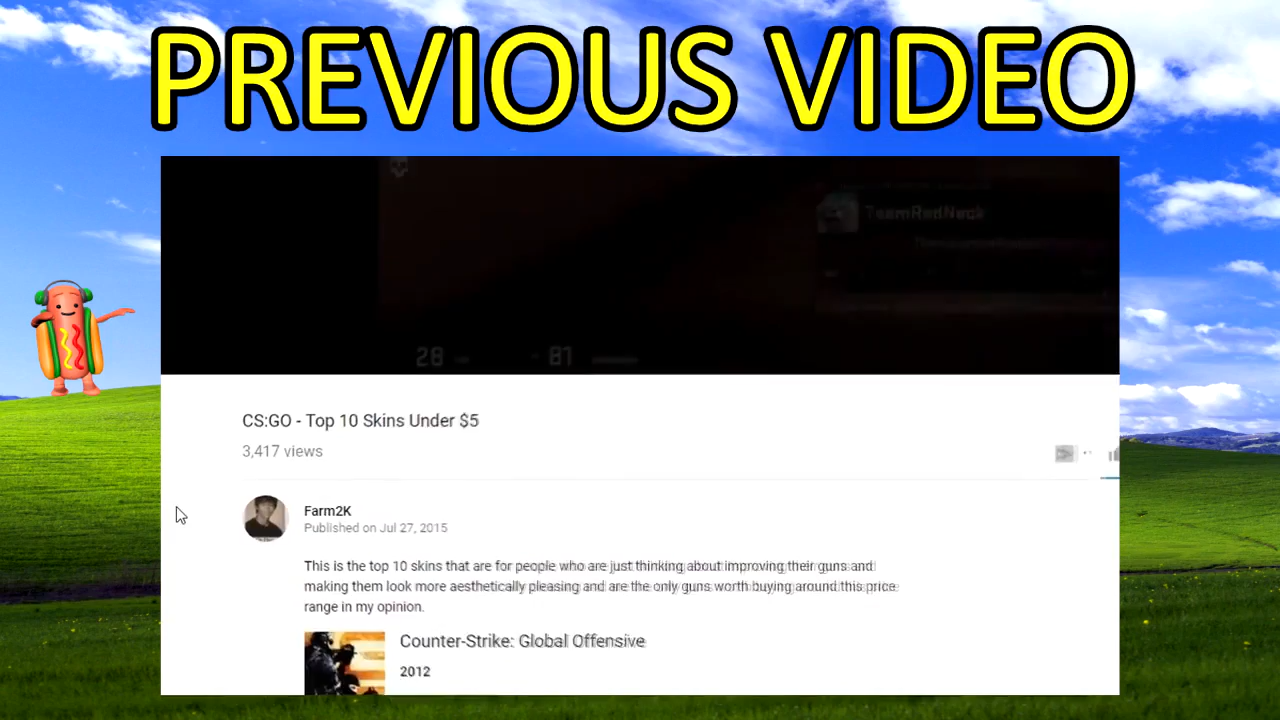 PREVIOUS VIDEO
TeamRedNeck
28
81
CS:GO - Top 10 Skins Under $5
3,417 views
Farm2K
Published on Jul 27, 2015
This is the top 10 skins that are for people who are just thinking about improving their guns and
making them look more aesthetically pleasing and are the only guns worth buying around this price
range in my opinion.
Counter-Strike: Global Offensive
2012